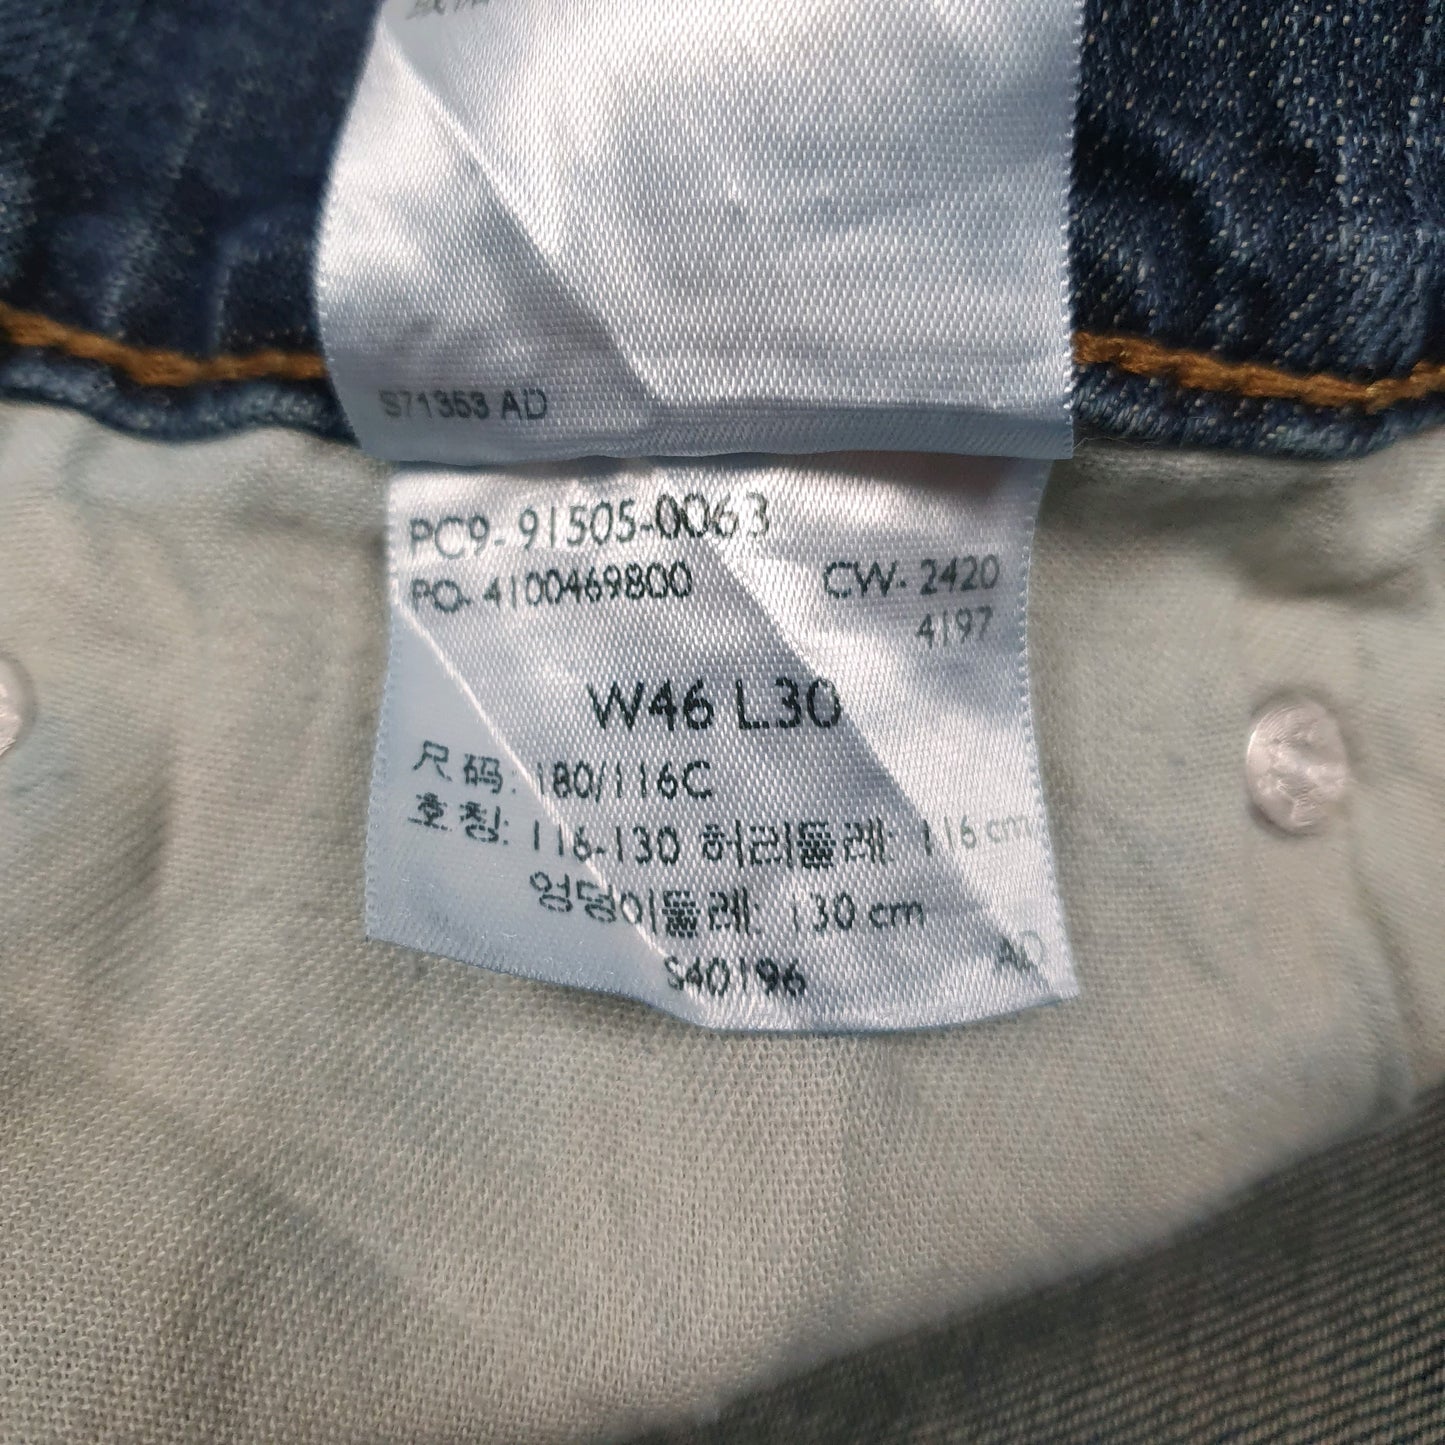 S71353 AD
PC9-91505-0063
PO-4100469800 CW-2420
4197
W46 L30
尺码: 180/116C
호칭: 116-130 허리둘레: 116 cm
엉덩이둘레: 130 cm
S40196 AD